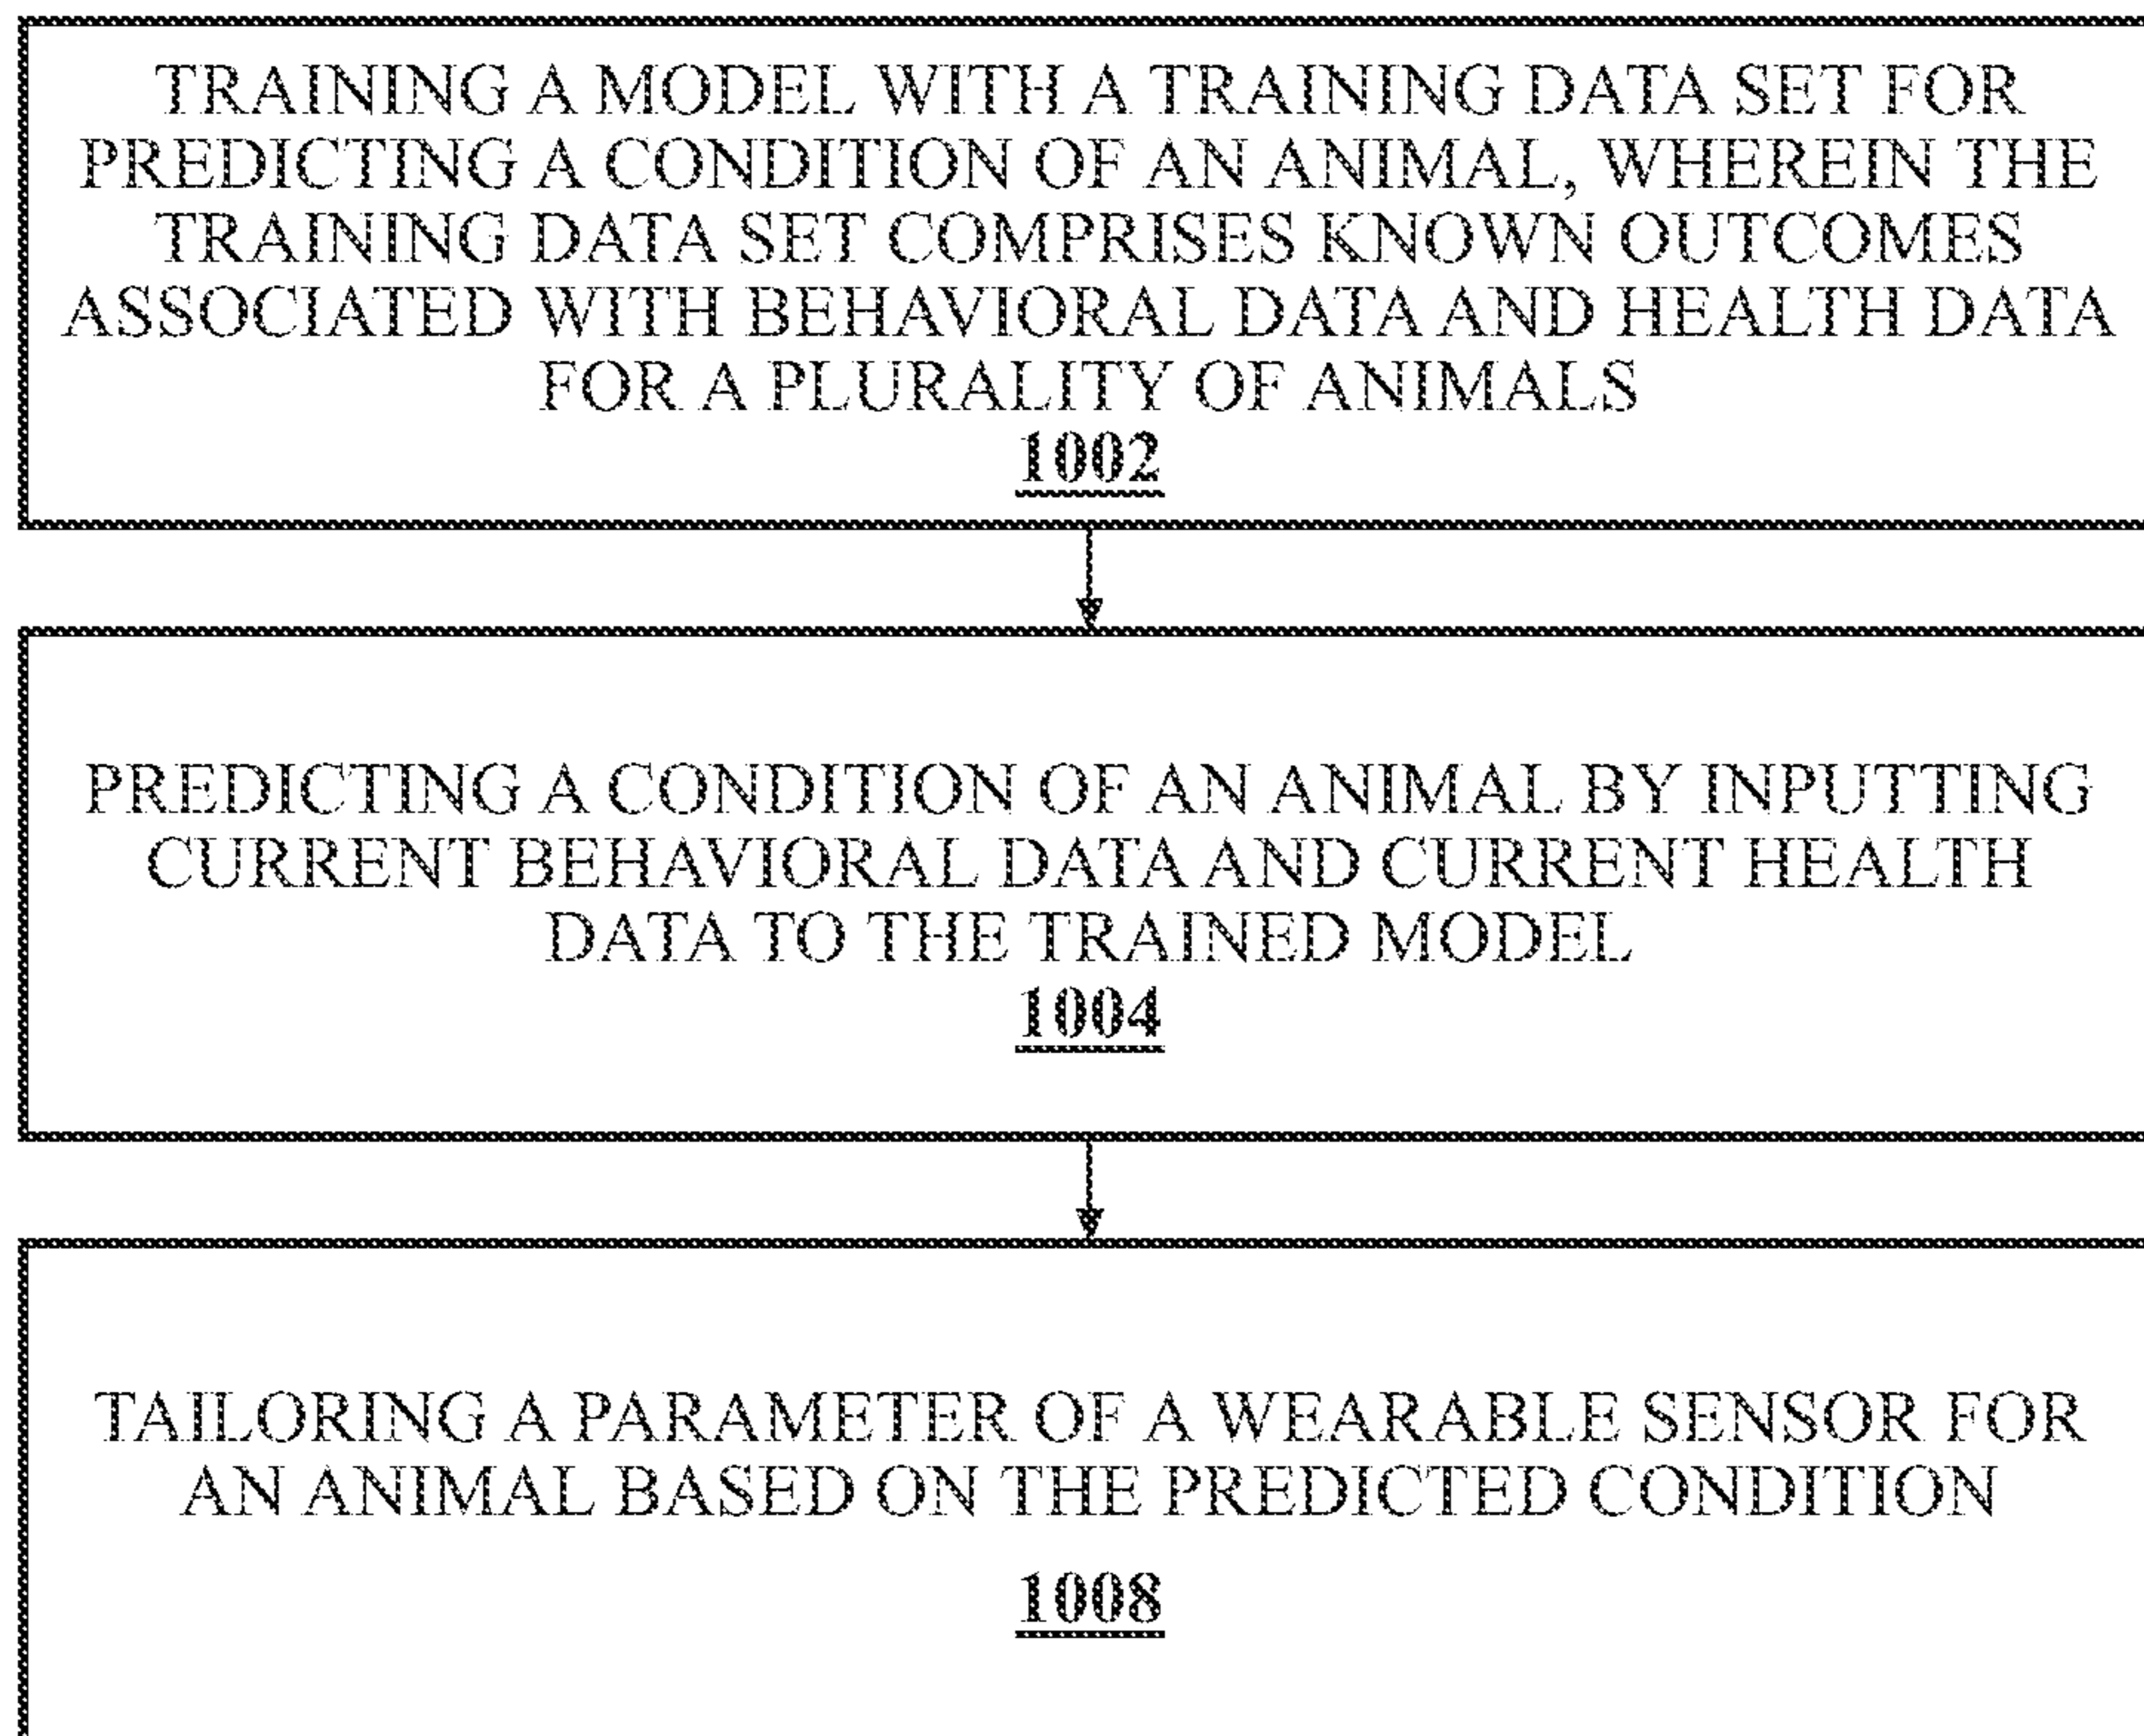 TRAINING A MODEL WITH A TRAINING DATA SET FOR
PREDICTING A CONDITION OF AN ANIMAL, WHEREIN THE
TRAINING DATA SET COMPRISES KNOWN OUTCOMES
ASSOCIATED WITH BEHAVIORAL DATA AND HEALTH DATA
FOR A PLURALITY OF ANIMALS
1002
PREDICTING A CONDITION OF AN ANIMAL BY INPUTTING
CURRENT BEHAVIORAL DATA AND CURRENT HEALTH
DATA TO THE TRAINED MODEL
1004
TAILORING A PARAMETER OF A WEARABLE SENSOR FOR
AN ANIMAL BASED ON THE PREDICTED CONDITION
1008